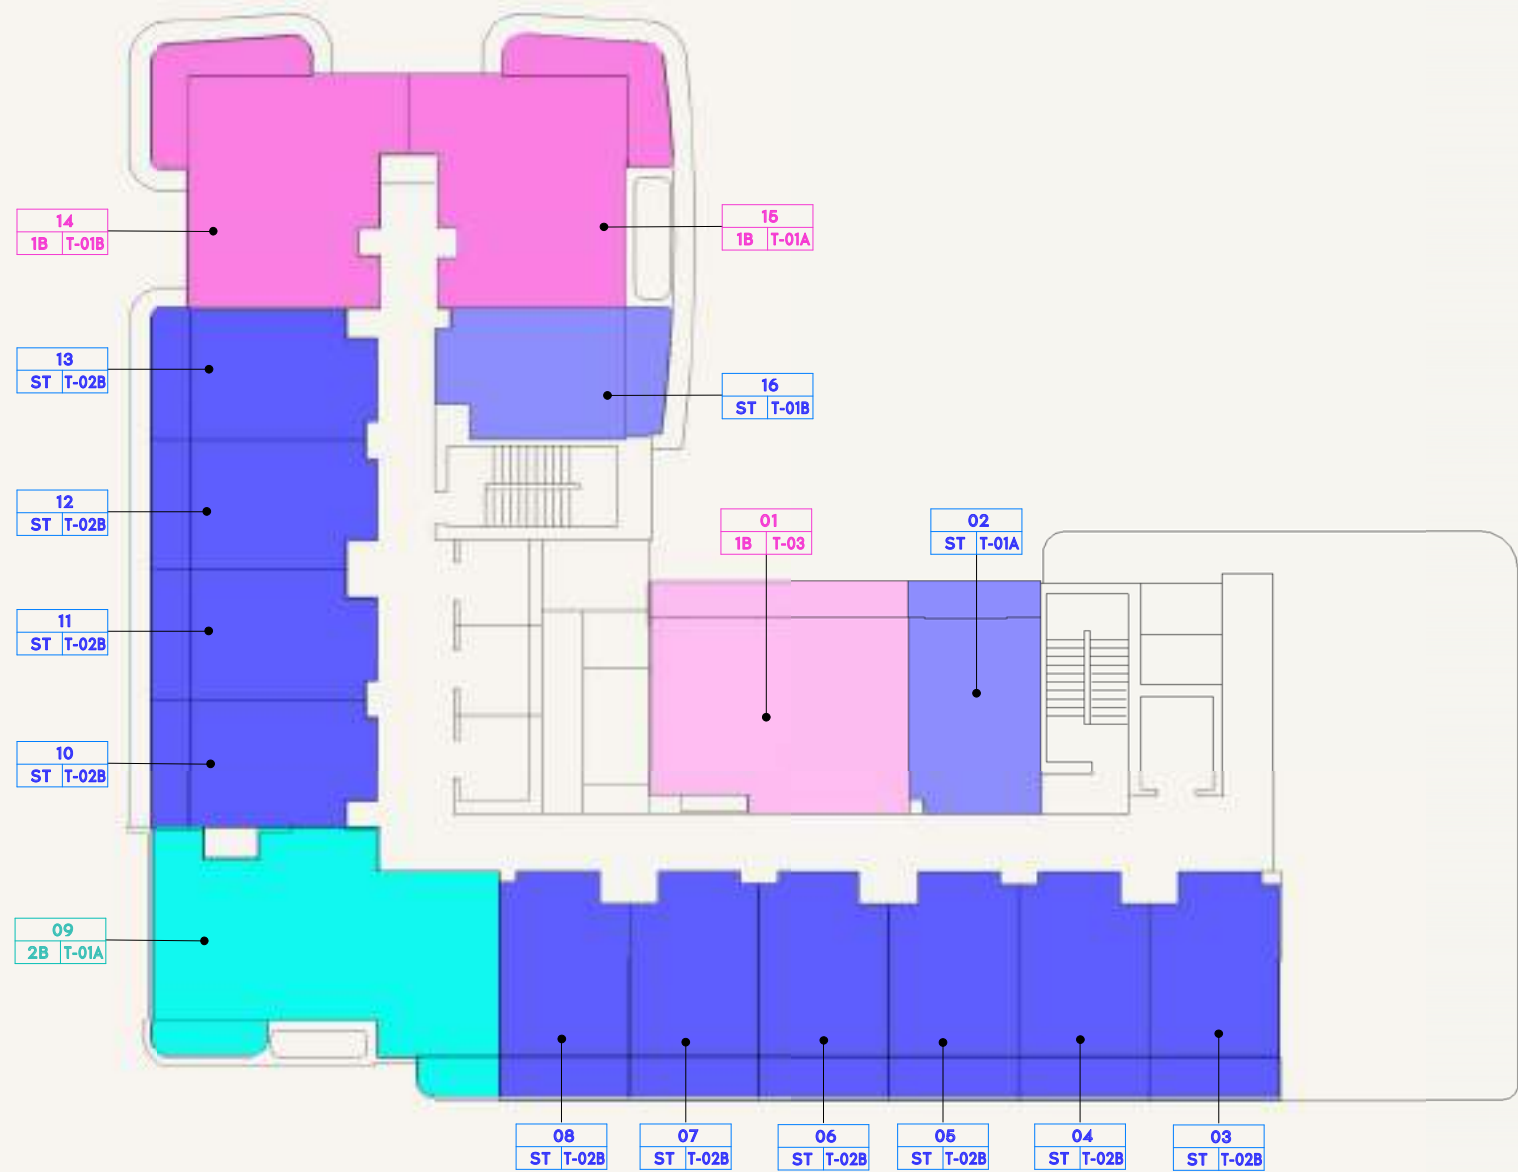 14
1B T-01B
15
1B T-01A
13
ST T-02B
16
ST T-01B
12
ST T-02B
01
1B T-03
02
ST T-01A
11
ST T-02B
10
ST T-02B
09
2B T-01A
08
ST T-02B
07
ST T-02B
06
ST T-02B
05
ST T-02B
04
ST T-02B
03
ST T-02B